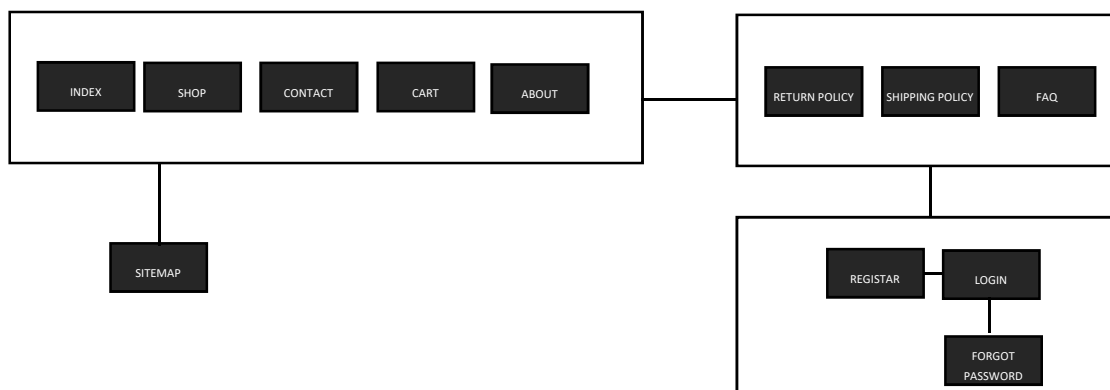 INDEX
SHOP
CONTACT
CART
ABOUT
RETURN POLICY
SHIPPING POLICY
FAQ
SITEMAP
REGISTAR
LOGIN
FORGOT
PASSWORD